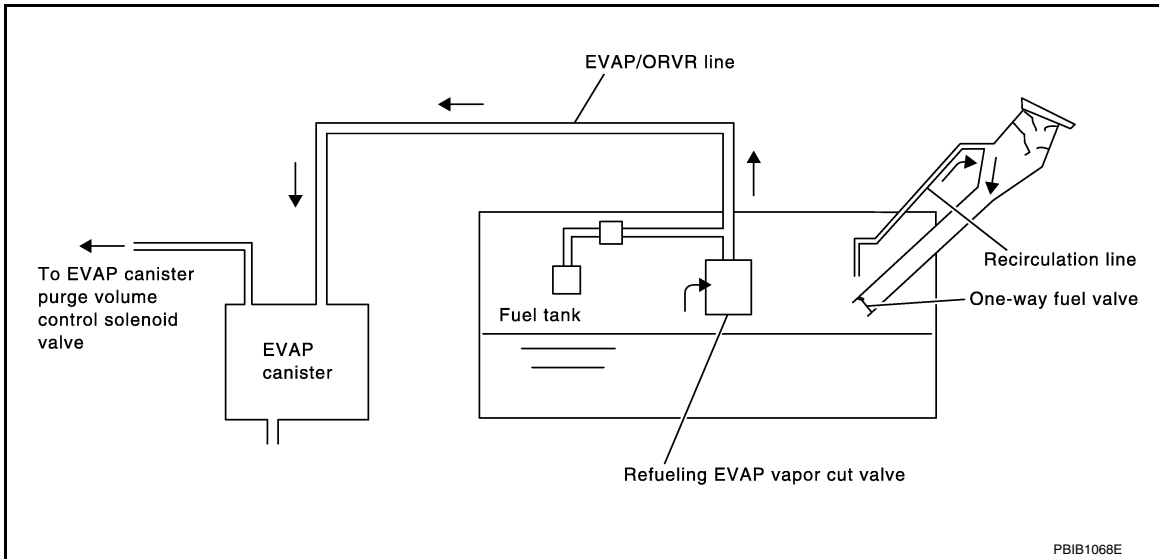 EVAP/ORVR line
To EVAP canister
purge volume
control solenoid
valve
EVAP
canister
Fuel tank
Recirculation line
One-way fuel valve
Refueling EVAP vapor cut valve
PBIB1068E